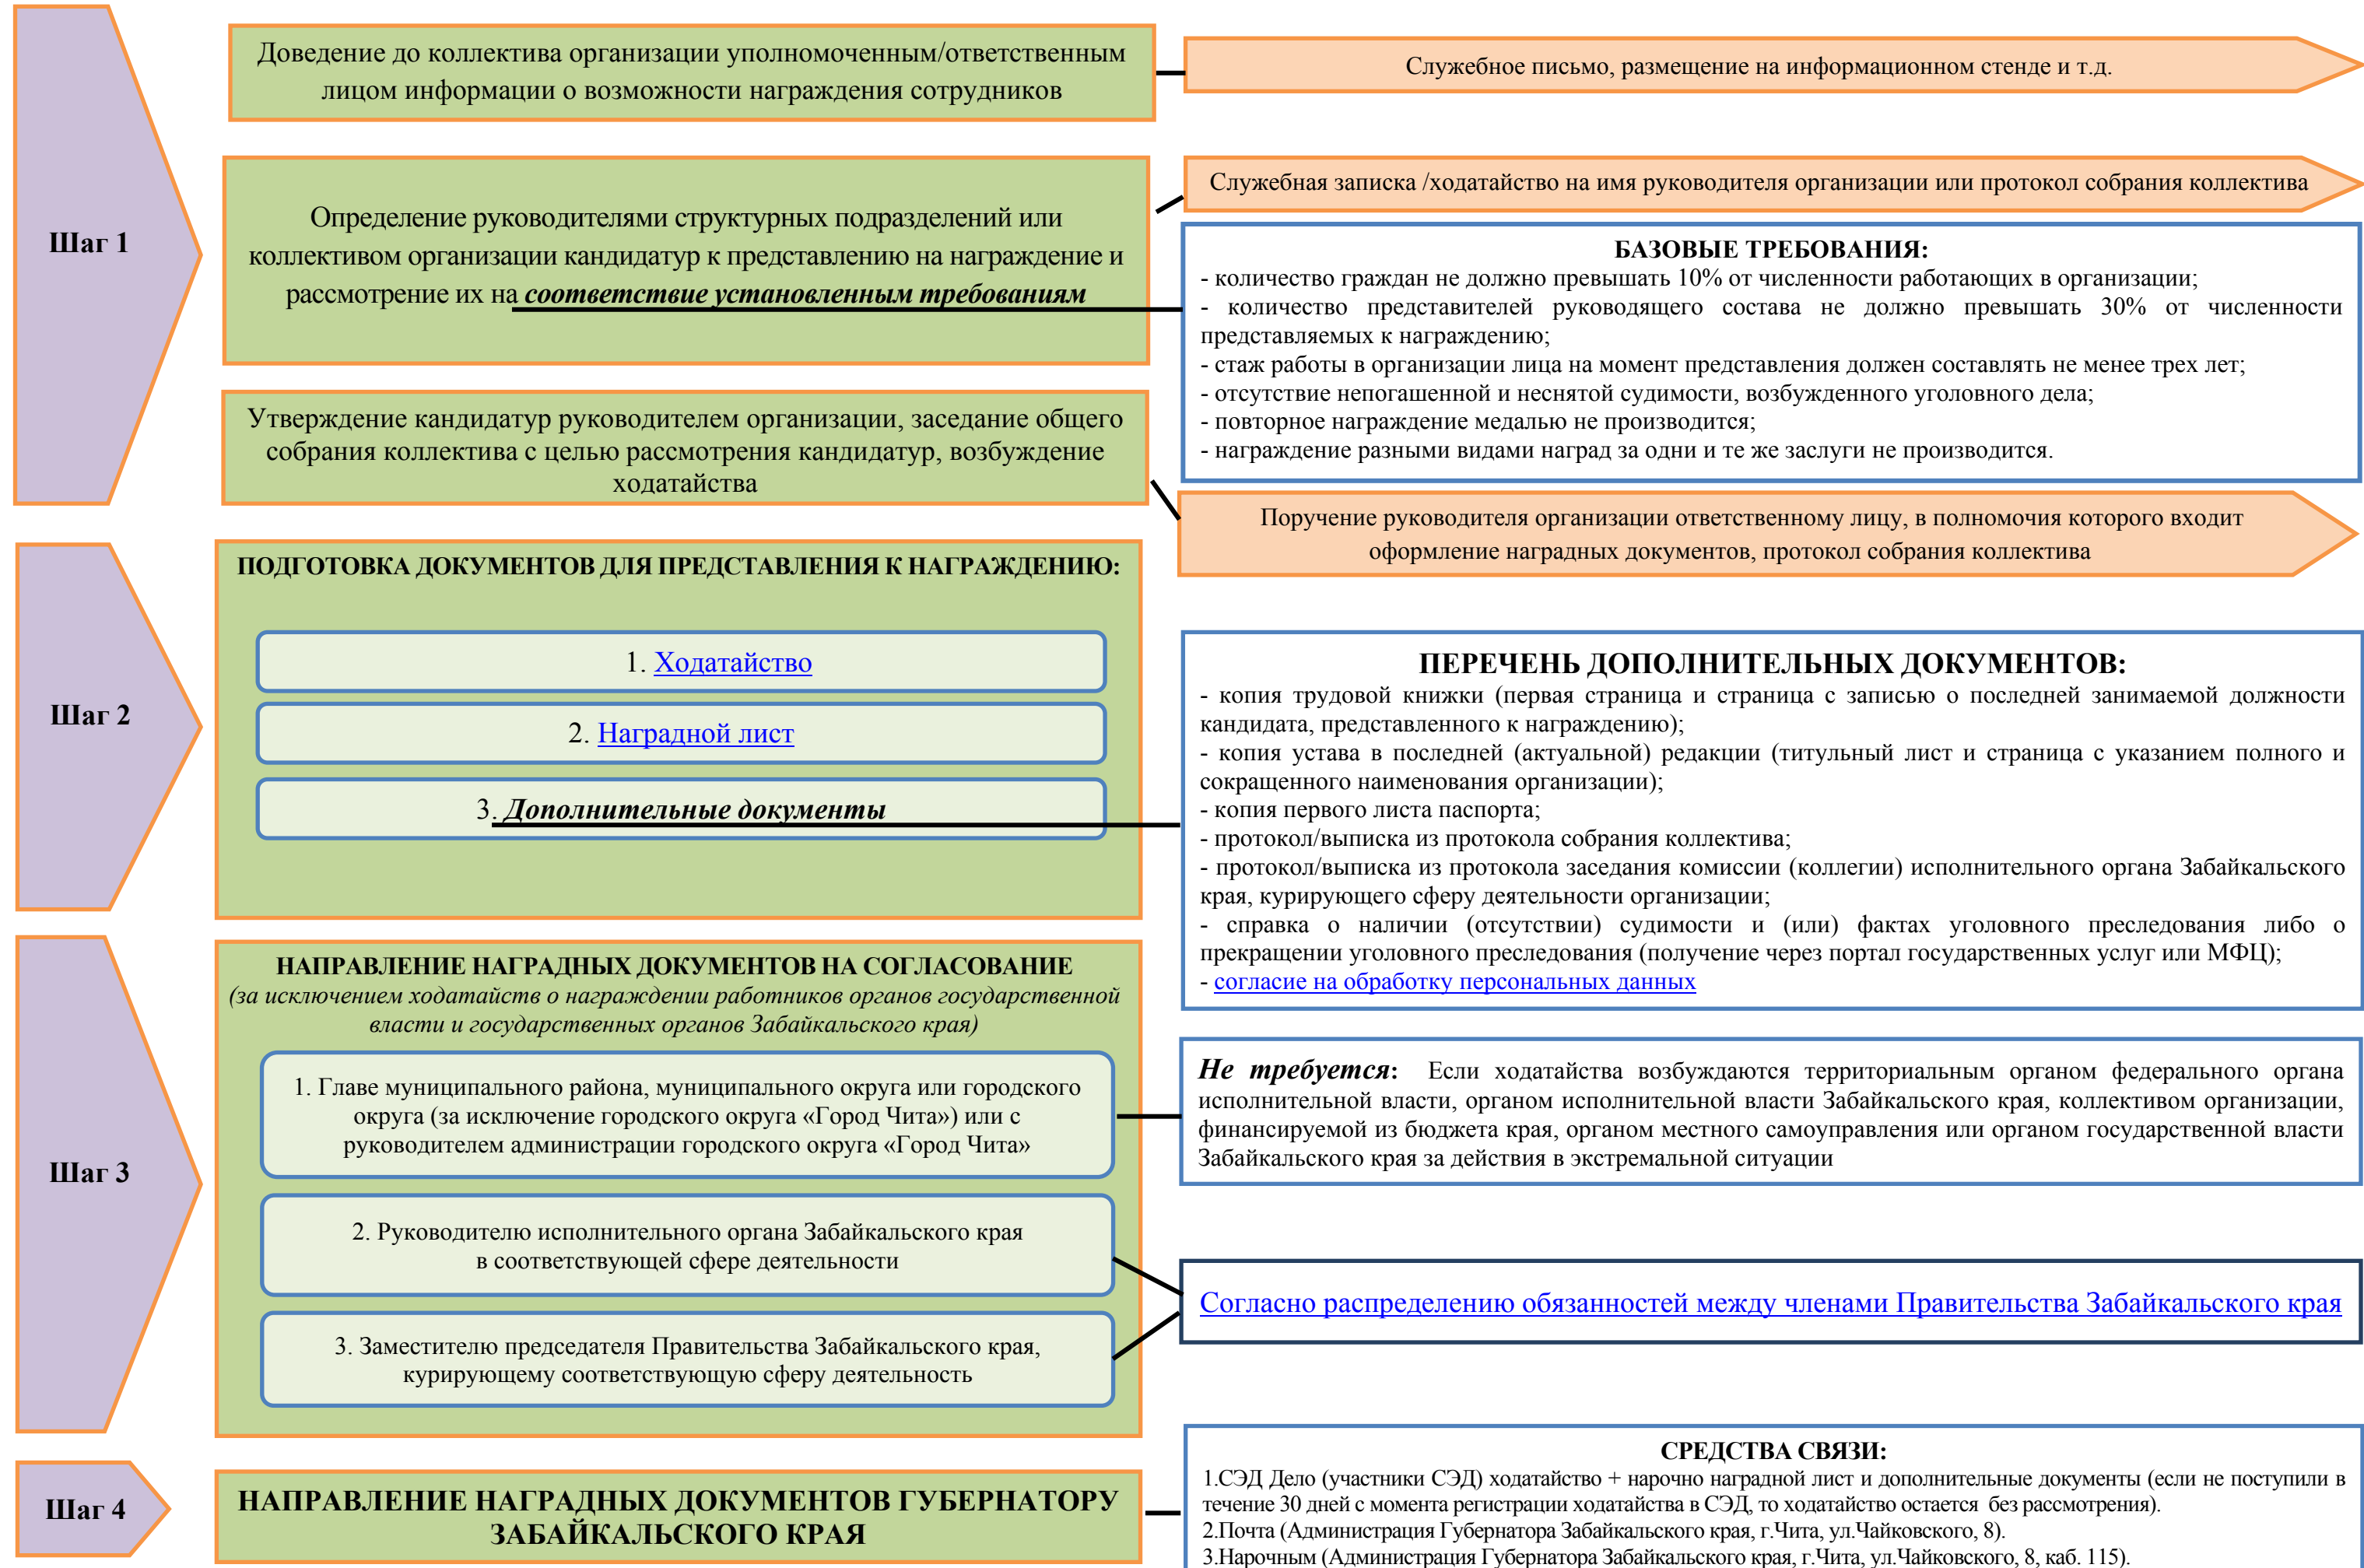 Шаг 1
Доведение до коллектива организации уполномоченным/ответственным
лицом информации о возможности награждения сотрудников
Служебное письмо, размещение на информационном стенде и т.д.
Определение руководителями структурных подразделений или
коллективом организации кандидатур к представлению на награждение и
рассмотрение их на соответствие установленным требованиям
Служебная записка /ходатайство на имя руководителя организации или протокол собрания коллектива
БАЗОВЫЕ ТРЕБОВАНИЯ:
- количество граждан не должно превышать 10% от численности работающих в организации;
- количество представителей руководящего состава не должно превышать 30% от численности
представляемых к награждению;
- стаж работы в организации лица на момент представления должен составлять не менее трех лет;
- отсутствие непогашенной и неснятой судимости, возбужденного уголовного дела;
- повторное награждение медалью не производится;
- награждение разными видами наград за одни и те же заслуги не производится.
Утверждение кандидатур руководителем организации, заседание общего
собрания коллектива с целью рассмотрения кандидатур, возбуждение
ходатайства
Поручение руководителя организации ответственному лицу, в полномочия которого входит
оформление наградных документов, протокол собрания коллектива
Шаг 2
ПОДГОТОВКА ДОКУМЕНТОВ ДЛЯ ПРЕДСТАВЛЕНИЯ К НАГРАЖДЕНИЮ:
1. Ходатайство
2. Наградной лист
3. Дополнительные документы
ПЕРЕЧЕНЬ ДОПОЛНИТЕЛЬНЫХ ДОКУМЕНТОВ:
- копия трудовой книжки (первая страница и страница с записью о последней занимаемой должности
кандидата, представленного к награждению);
- копия устава в последней (актуальной) редакции (титульный лист и страница с указанием полного и
сокращенного наименования организации);
- копия первого листа паспорта;
- протокол/выписка из протокола собрания коллектива;
- протокол/выписка из протокола заседания комиссии (коллегии) исполнительного органа Забайкальского
края, курирующего сферу деятельности организации;
- справка о наличии (отсутствии) судимости и (или) фактах уголовного преследования либо о
прекращении уголовного преследования (получение через портал государственных услуг или МФЦ);
- согласие на обработку персональных данных
Шаг 3
НАПРАВЛЕНИЕ НАГРАДНЫХ ДОКУМЕНТОВ НА СОГЛАСОВАНИЕ
(за исключением ходатайств о награждении работников органов государственной
власти и государственных органов Забайкальского края)
1. Главе муниципального района, муниципального округа или городского
округа (за исключение городского округа «Город Чита») или с
руководителем администрации городского округа «Город Чита»
Не требуется: Если ходатайства возбуждаются территориальным органом федерального органа
исполнительной власти, органом исполнительной власти Забайкальского края, коллективом организации,
финансируемой из бюджета края, органом местного самоуправления или органом государственной власти
Забайкальского края за действия в экстремальной ситуации
2. Руководителю исполнительного органа Забайкальского края
в соответствующей сфере деятельности
3. Заместителю председателя Правительства Забайкальского края,
курирующему соответствующую сферу деятельность
Согласно распределению обязанностей между членами Правительства Забайкальского края
Шаг 4
НАПРАВЛЕНИЕ НАГРАДНЫХ ДОКУМЕНТОВ ГУБЕРНАТОРУ
ЗАБАЙКАЛЬСКОГО КРАЯ
СРЕДСТВА СВЯЗИ:
1.СЭД Дело (участники СЭД) ходатайство + нарочно наградной лист и дополнительные документы (если не поступили в
течение 30 дней с момента регистрации ходатайства в СЭД, то ходатайство остается без рассмотрения).
2.Почта (Администрация Губернатора Забайкальского края, г.Чита, ул.Чайковского, 8).
3.Нарочным (Администрация Губернатора Забайкальского края, г.Чита, ул.Чайковского, 8, каб. 115).